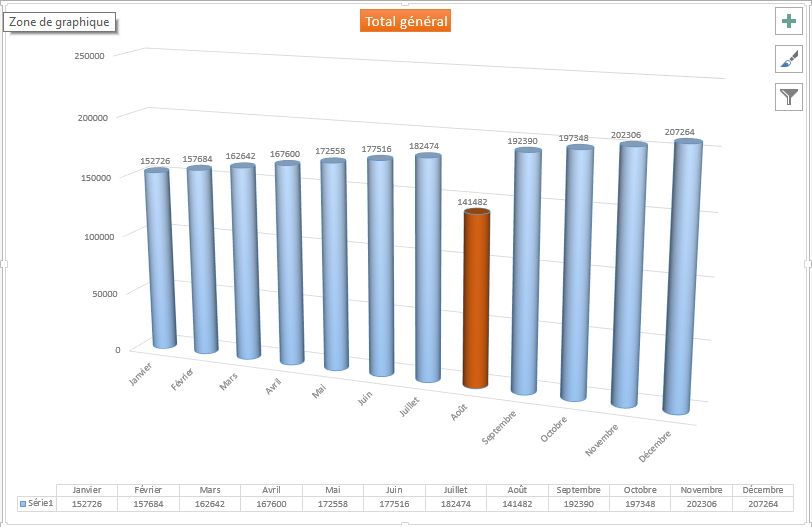 Zone de graphique
Total général
250000
200000
150000
100000
50000
0
152726 157684 162642 167600 172558 177516 182474 141482 192390 197348 202306 207264
Janvier Février Mars Avril Mai Juin Juillet Août Septembre Octobre Novembre Décembre
Janvier Février Mars Avril Mai Juin Juillet Août Septembre Octobre Novembre Décembre
Série1 152726 157684 162642 167600 172558 177516 182474 141482 192390 197348 202306 207264